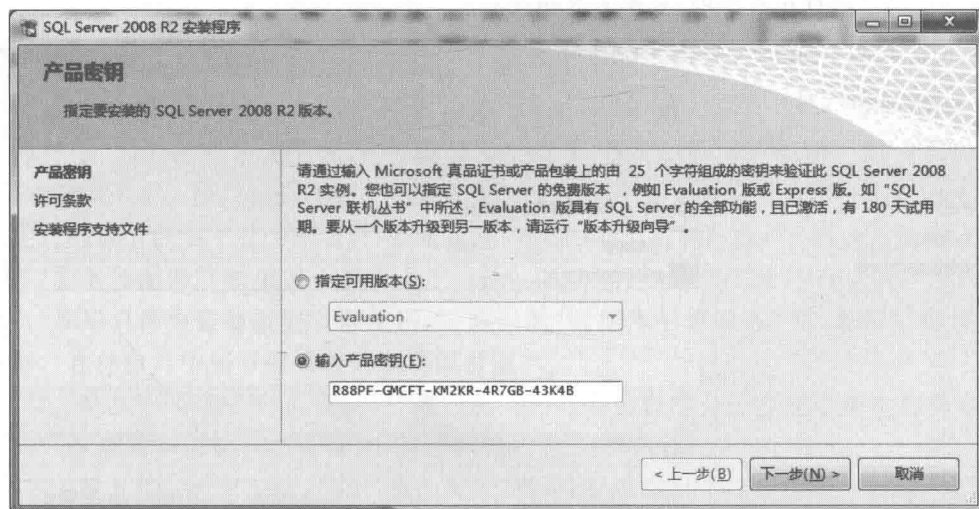 SQL Server 2008 R2 安装程序
产品密钥
指定要安装的 SQL Server 2008 R2 版本。
产品密钥
许可条款
安装程序支持文件
请通过输入 Microsoft 真品证书或产品包装上的由 25 个字符组成的密钥来验证此 SQL Server 2008
R2 实例。您也可以指定 SQL Server 的免费版本 ，例如 Evaluation 版或 Express 版。如“SQL
Server 联机丛书”中所述，Evaluation 版具有 SQL Server 的全部功能，且已激活，有 180 天试用
期。要从一个版本升级到另一版本，请运行“版本升级向导”。
指定可用版本(S):
Evaluation
输入产品密钥(E):
R88PF-GMCFT-KM2KR-4R7GB-43K4B
< 上一步(B)
下一步(N) >
取消